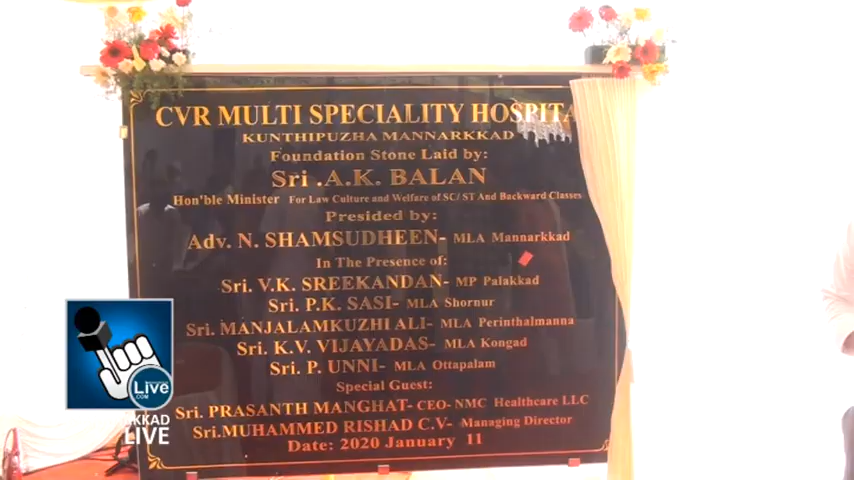 CVR MULTI SPECIALITY HOSPITA
KUNTHIPUZHA MANNARKKAD
Foundation Stone Laid by:
Sri .A.K. BALAN
Hon'ble Minister For Law Culture and Welfare of SC/ ST And Backward Classes
Presided by:
Adv. N. SHAMSUDHEEN- MLA Mannarkkad
In The Presence of:
Sri. V.K. SREEKANDAN- MP Palakkad
Sri. P.K. SASI- MLA Shornur
Sri. MANJALAMKUZHI ALI- MLA Perinthalmanna
Sri. K.V. VIJAYADAS- MLA Kongad
Sri. P. UNNI- MLA Ottapalam
Special Guest:
Sri. PRASANTH MANGHAT- CEO- NMC Healthcare LLC
Sri.MUHAMMED RISHAD C.V- Managing Director
Date: 2020 January 11
Live
.COM
KKAD
LIVE